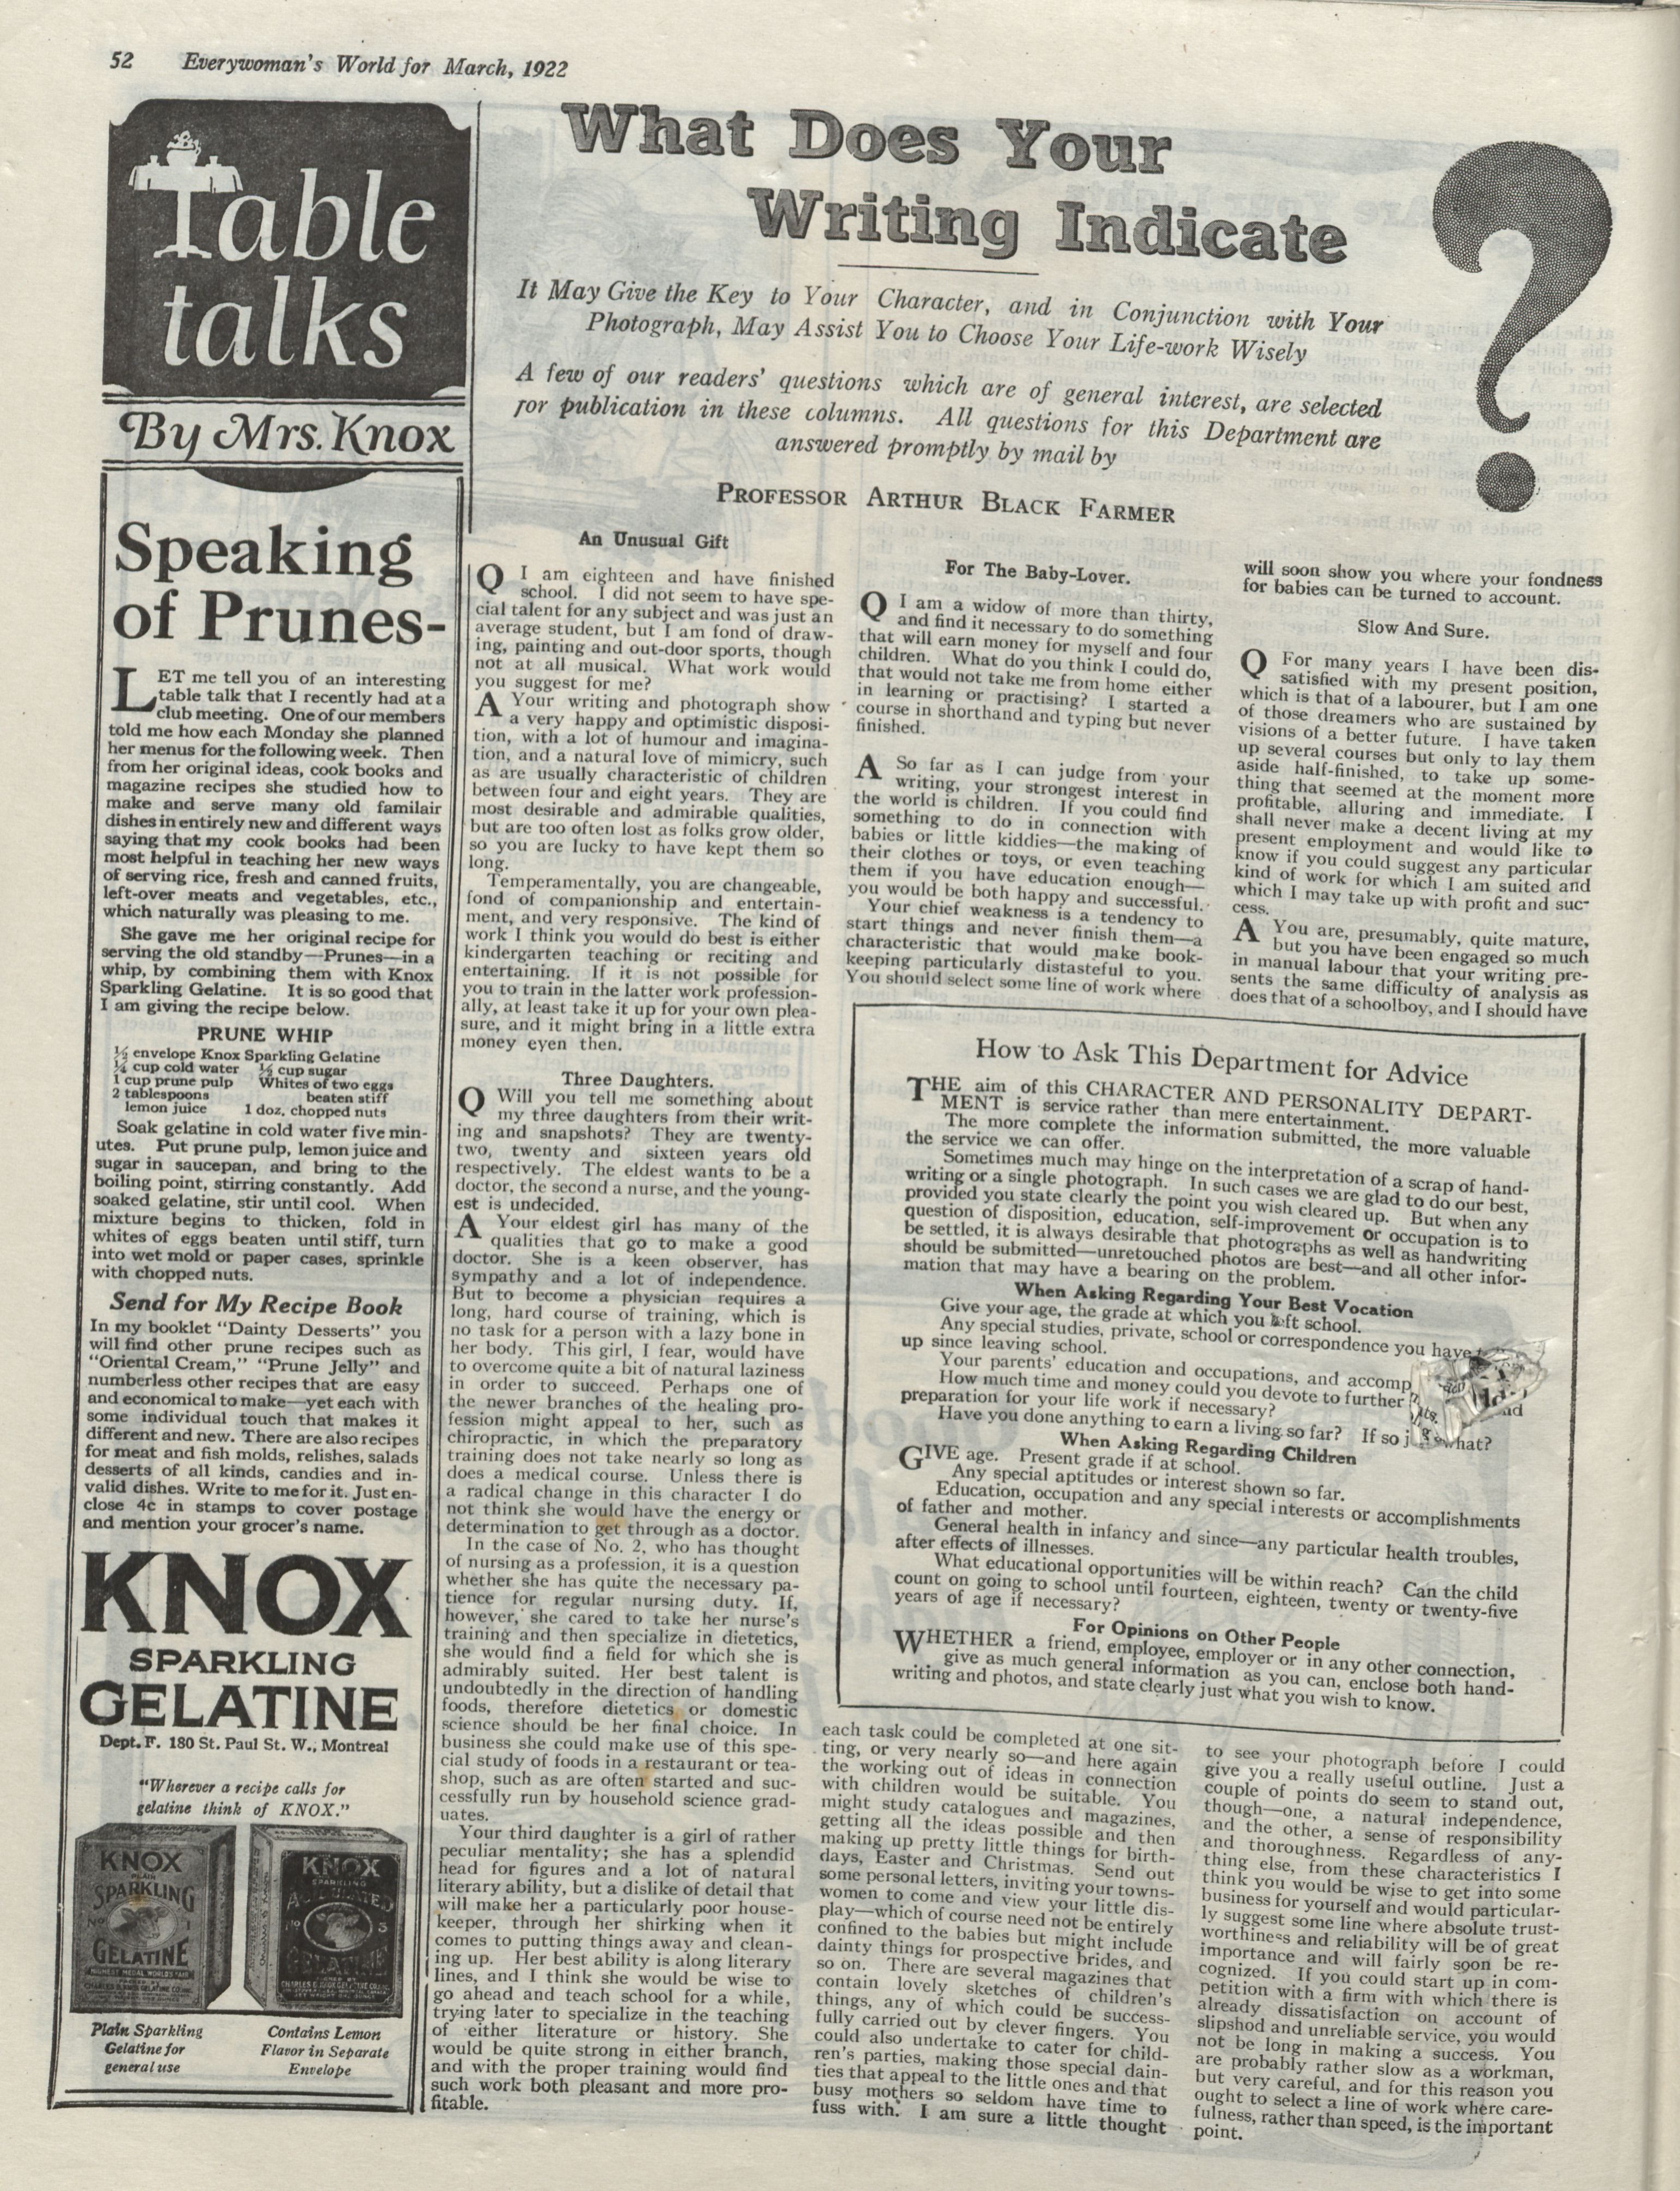 52 Everywoman's World for March, 1922
Table
talks
By Mrs. Knox
Speaking
of Prunes-
LET me tell you of an interesting
table talk that I recently had at a
club meeting. One of our members
told me how each Monday she planned
her menus for the following week. Then
from her original ideas, cook books and
magazine recipes she studied how to
make and serve many old familair
dishes in entirely new and different ways
saying that my cook books had been
most helpful in teaching her new ways
of serving rice, fresh and canned fruits,
left-over meats and vegetables, etc.,
which naturally was pleasing to me.
She gave me her original recipe for
serving the old standby—Prunes—in a
whip, by combining them with Knox
Sparkling Gelatine. It is so good that
I am giving the recipe below.
PRUNE WHIP
½ envelope Knox Sparkling Gelatine
¼ cup cold water ½ cup sugar
1 cup prune pulp Whites of two eggs
2 tablespoons beaten stiff
lemon juice 1 doz. chopped nuts
Soak gelatine in cold water five min-
utes. Put prune pulp, lemon juice and
sugar in saucepan, and bring to the
boiling point, stirring constantly. Add
soaked gelatine, stir until cool. When
mixture begins to thicken, fold in
whites of eggs beaten until stiff, turn
into wet mold or paper cases, sprinkle
with chopped nuts.
Send for My Recipe Book
In my booklet "Dainty Desserts" you
will find other prune recipes such as
"Oriental Cream," "Prune Jelly" and
numberless other recipes that are easy
and economical to make—yet each with
some individual touch that makes it
different and new. There are also recipes
for meat and fish molds, relishes, salads
desserts of all kinds, candies and in-
valid dishes. Write to me for it. Just en-
close 4c in stamps to cover postage
and mention your grocer's name.
KNOX
SPARKLING
GELATINE
Dept. F. 180 St. Paul St. W., Montreal
"Wherever a recipe calls for
gelatine think of KNOX."
KNOX
PLAIN
SPARKLING
No 1
GELATINE
KNOX
SPARKLING
ACIDULATED
No 3
GELATINE
Plain Sparkling
Gelatine for
general use
Contains Lemon
Flavor in Separate
Envelope
What Does Your
Writing Indicate
?
It May Give the Key to Your Character, and in Conjunction with Your
Photograph, May Assist You to Choose Your Life-work Wisely
A few of our readers' questions which are of general interest, are selected
for publication in these columns. All questions for this Department are
answered promptly by mail by
PROFESSOR ARTHUR BLACK FARMER
An Unusual Gift
Q I am eighteen and have finished
school. I did not seem to have spe-
cial talent for any subject and was just an
average student, but I am fond of draw-
ing, painting and out-door sports, though
not at all musical. What work would
you suggest for me?
A Your writing and photograph show
a very happy and optimistic disposi-
tion, with a lot of humour and imagina-
tion, and a natural love of mimicry, such
as are usually characteristic of children
between four and eight years. They are
most desirable and admirable qualities,
but are too often lost as folks grow older,
so you are lucky to have kept them so
long.
Temperamentally, you are changeable,
fond of companionship and entertain-
ment, and very responsive. The kind of
work I think you would do best is either
kindergarten teaching or reciting and
entertaining. If it is not possible for
you to train in the latter work profession-
ally, at least take it up for your own plea-
sure, and it might bring in a little extra
money eyen then.
Three Daughters.
Q Will you tell me something about
my three daughters from their writ-
ing and snapshots? They are twenty-
two, twenty and sixteen years old
respectively. The eldest wants to be a
doctor, the second a nurse, and the young-
est is undecided.
A Your eldest girl has many of the
qualities that go to make a good
doctor. She is a keen observer, has
sympathy and a lot of independence.
But to become a physician requires a
long, hard course of training, which is
no task for a person with a lazy bone in
her body. This girl, I fear, would have
to overcome quite a bit of natural laziness
in order to succeed. Perhaps one of
the newer branches of the healing pro-
fession might appeal to her, such as
chiropractic, in which the preparatory
training does not take nearly so long as
does a medical course. Unless there is
a radical change in this character I do
not think she would have the energy or
determination to get through as a doctor.
In the case of No. 2, who has thought
of nursing as a profession, it is a question
whether she has quite the necessary pa-
tience for regular nursing duty. If,
however, she cared to take her nurse's
training and then specialize in dietetics,
she would find a field for which she is
admirably suited. Her best talent is
undoubtedly in the direction of handling
foods, therefore dietetics or domestic
science should be her final choice. In
business she could make use of this spe-
cial study of foods in a restaurant or tea-
shop, such as are often started and suc-
cessfully run by household science grad-
uates.
Your third daughter is a girl of rather
peculiar mentality; she has a splendid
head for figures and a lot of natural
literary ability, but a dislike of detail that
will make her a particularly poor house-
keeper, through her shirking when it
comes to putting things away and clean-
ing up. Her best ability is along literary
lines, and I think she would be wise to
go ahead and teach school for a while,
trying later to specialize in the teaching
of either literature or history. She
would be quite strong in either branch,
and with the proper training would find
such work both pleasant and more pro-
fitable.
For The Baby-Lover.
Q I am a widow of more than thirty,
and find it necessary to do something
that will earn money for myself and four
children. What do you think I could do,
that would not take me from home either
in learning or practising? I started a
course in shorthand and typing but never
finished.
A So far as I can judge from your
writing, your strongest interest in
the world is children. If you could find
something to do in connection with
babies or little kiddies—the making of
their clothes or toys, or even teaching
them if you have education enough—
you would be both happy and successful.
Your chief weakness is a tendency to
start things and never finish them—a
characteristic that would make book-
keeping particularly distasteful to you.
You should select some line of work where
each task could be completed at one sit-
ting, or very nearly so—and here again
the working out of ideas in connection
with children would be suitable. You
might study catalogues and magazines,
getting all the ideas possible and then
making up pretty little things for birth-
days, Easter and Christmas. Send out
some personal letters, inviting your towns-
women to come and view your little dis-
play—which of course need not be entirely
confined to the babies but might include
dainty things for prospective brides, and
so on. There are several magazines that
contain lovely sketches of children's
things, any of which could be success-
fully carried out by clever fingers. You
could also undertake to cater for child-
ren's parties, making those special dain-
ties that appeal to the little ones and that
busy mothers so seldom have time to
fuss with. I am sure a little thought
will soon show you where your fondness
for babies can be turned to account.
Slow And Sure.
Q For many years I have been dis-
satisfied with my present position,
which is that of a labourer, but I am one
of those dreamers who are sustained by
visions of a better future. I have taken
up several courses but only to lay them
aside half-finished, to take up some-
thing that seemed at the moment more
profitable, alluring and immediate. I
shall never make a decent living at my
present employment and would like to
know if you could suggest any particular
kind of work for which I am suited and
which I may take up with profit and suc-
cess.
A You are, presumably, quite mature,
but you have been engaged so much
in manual labour that your writing pre-
sents the same difficulty of analysis as
does that of a schoolboy, and I should have
to see your photograph before I could
give you a really useful outline. Just a
couple of points do seem to stand out,
though—one, a natural independence,
and the other, a sense of responsibility
and thoroughness. Regardless of any-
thing else, from these characteristics I
think you would be wise to get into some
business for yourself and would particular-
ly suggest some line where absolute trust-
worthiness and reliability will be of great
importance and will fairly soon be re-
cognized. If you could start up in com-
petition with a firm with which there is
already dissatisfaction on account of
slipshod and unreliable service, you would
not be long in making a success. You
are probably rather slow as a workman,
but very careful, and for this reason you
ought to select a line of work where care-
fulness, rather than speed, is the important
point.
How to Ask This Department for Advice
THE aim of this CHARACTER AND PERSONALITY DEPART-
MENT is service rather than mere entertainment.
The more complete the information submitted, the more valuable
the service we can offer.
Sometimes much may hinge on the interpretation of a scrap of hand-
writing or a single photograph. In such cases we are glad to do our best,
provided you state clearly the point you wish cleared up. But when any
question of disposition, education, self-improvement or occupation is to
be settled, it is always desirable that photographs as well as handwriting
should be submitted—unretouched photos are best—and all other infor-
mation that may have a bearing on the problem.
When Asking Regarding Your Best Vocation
Give your age, the grade at which you left school.
Any special studies, private, school or correspondence you have
up since leaving school.
Your parents' education and occupations, and accomp
How much time and money could you devote to further
preparation for your life work if necessary?
Have you done anything to earn a living so far? If so what?
When Asking Regarding Children
GIVE age. Present grade if at school.
Any special aptitudes or interest shown so far.
Education, occupation and any special interests or accomplishments
of father and mother.
General health in infancy and since—any particular health troubles,
after effects of illnesses.
What educational opportunities will be within reach? Can the child
count on going to school until fourteen, eighteen, twenty or twenty-five
years of age if necessary?
For Opinions on Other People
WHETHER a friend, employee, employer or in any other connection,
give as much general information as you can, enclose both hand-
writing and photos, and state clearly just what you wish to know.